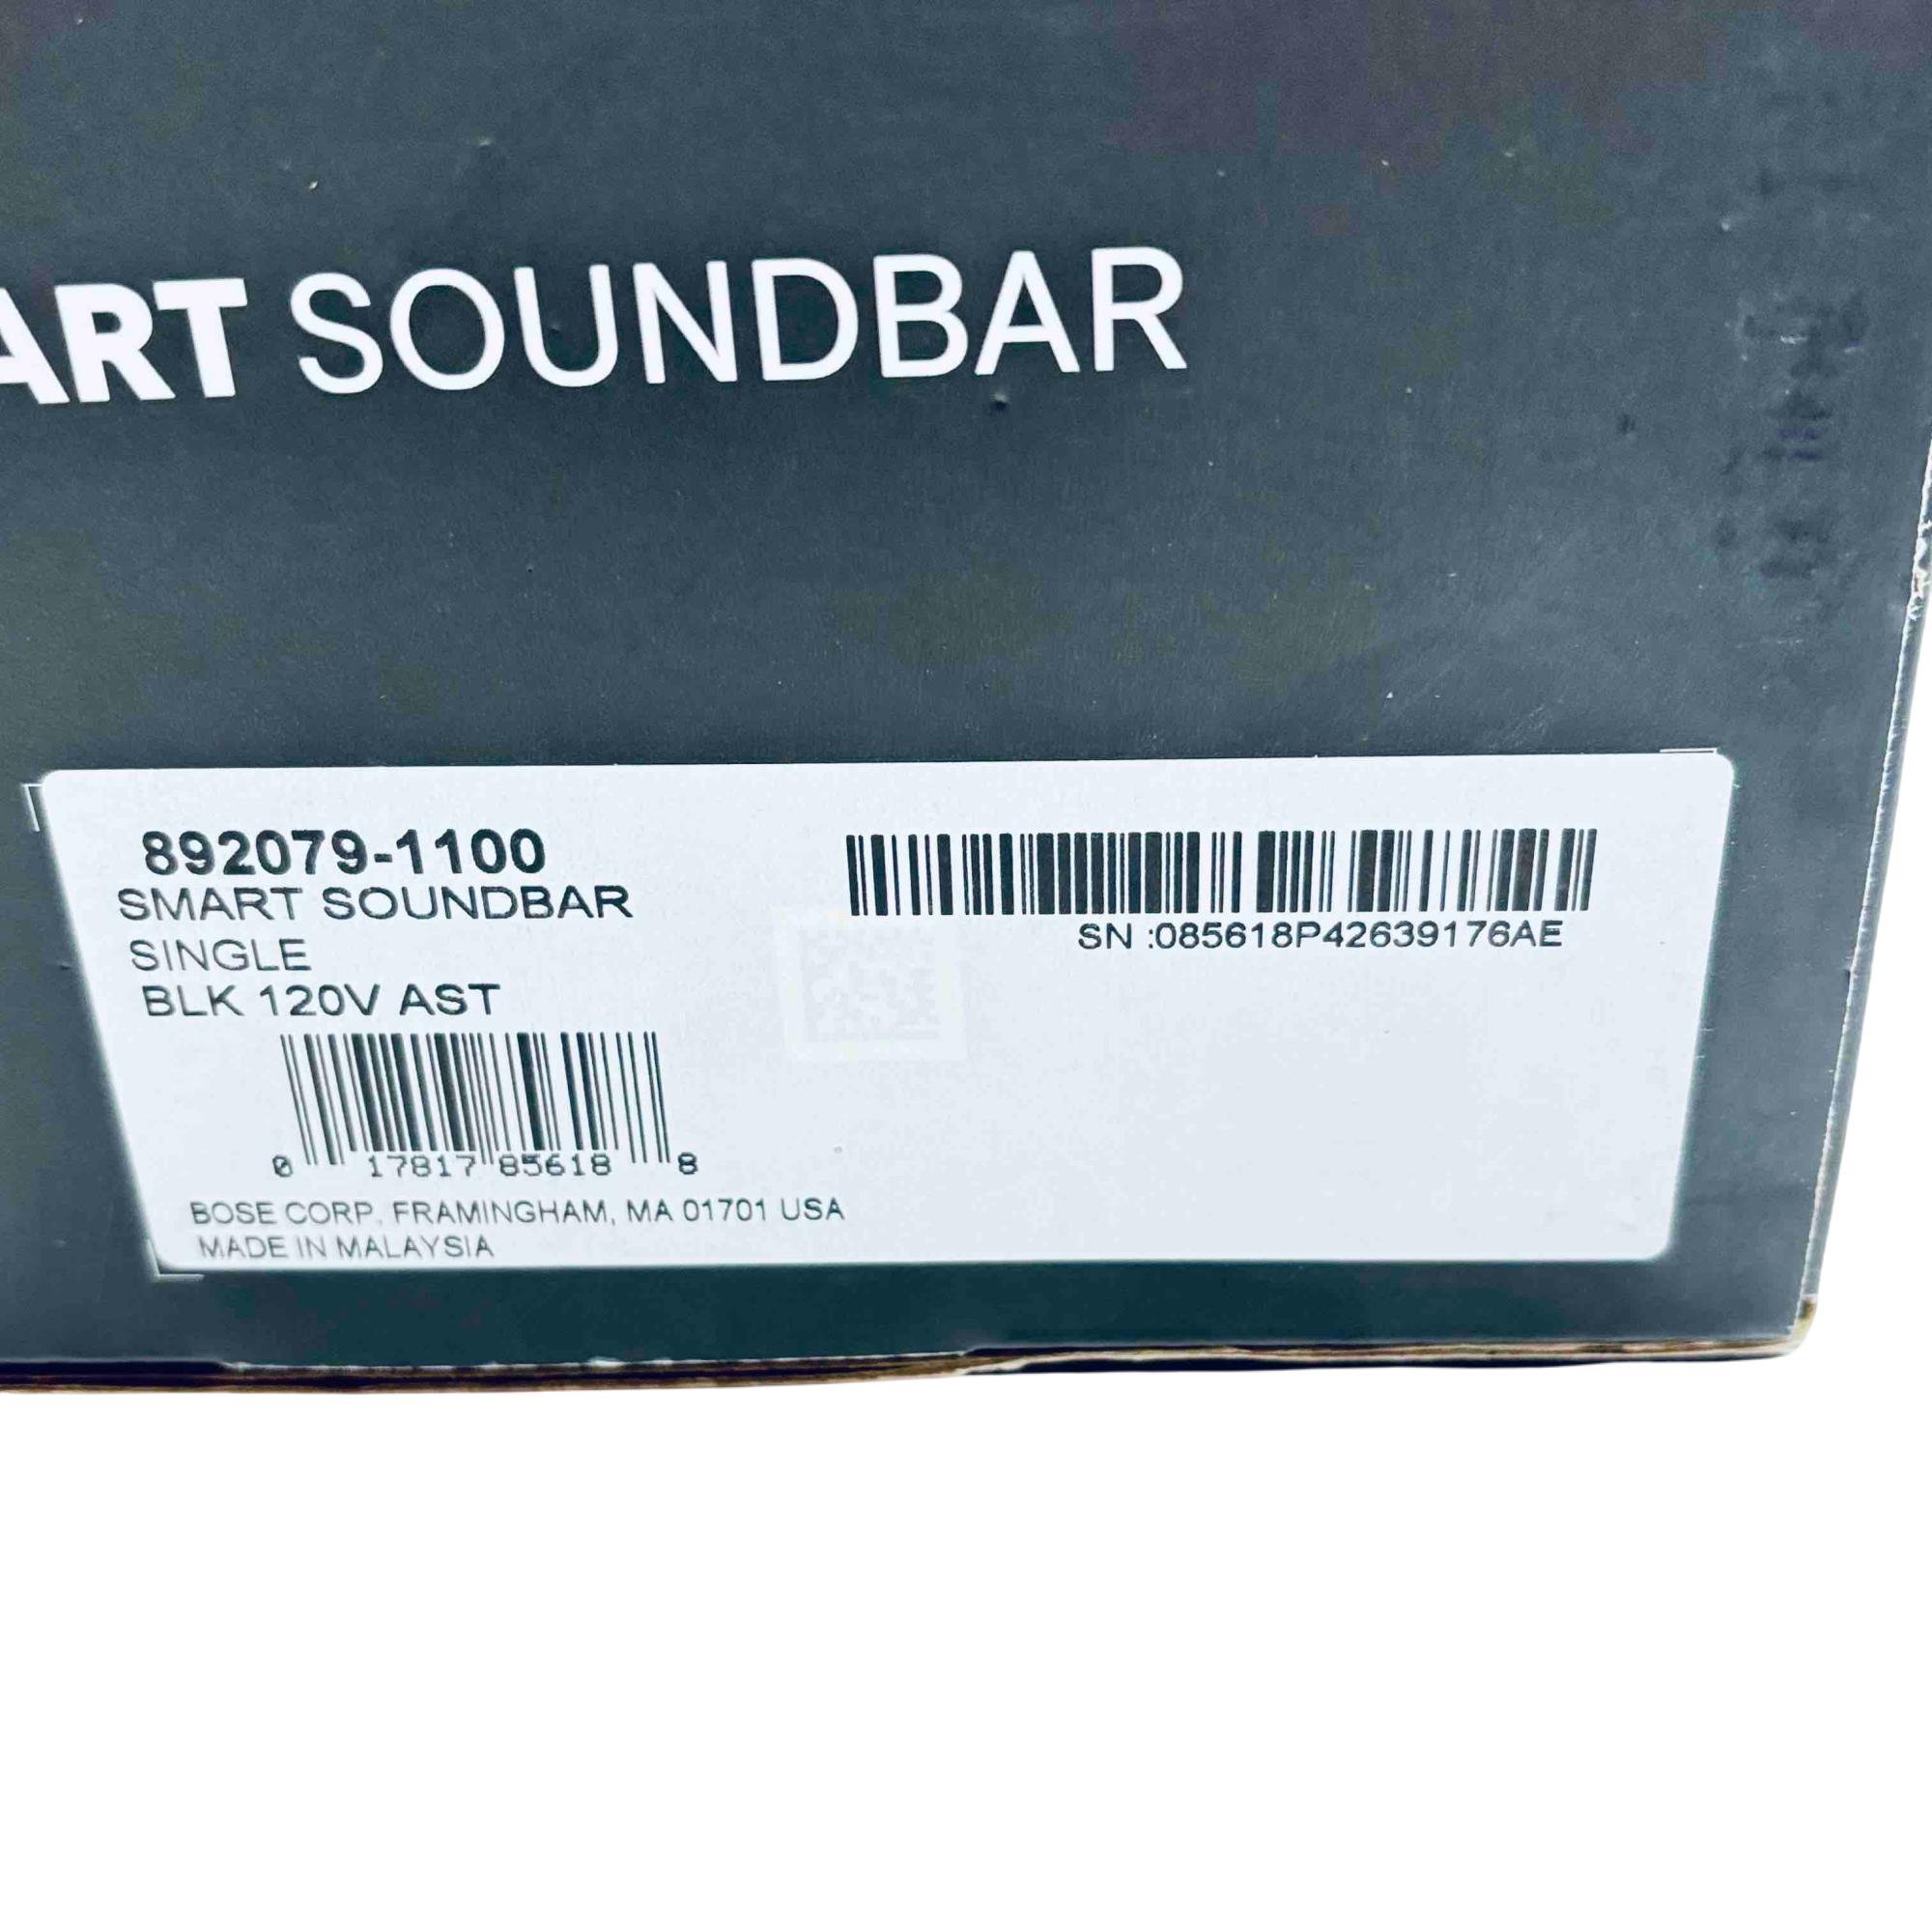 ART SOUNDBAR
892079-1100
SMART SOUNDBAR
SINGLE
BLK 120V AST
0 17817 85618 8
BOSE CORP. FRAMINGHAM, MA 01701 USA
MADE IN MALAYSIA
SN :085618P42639176AE